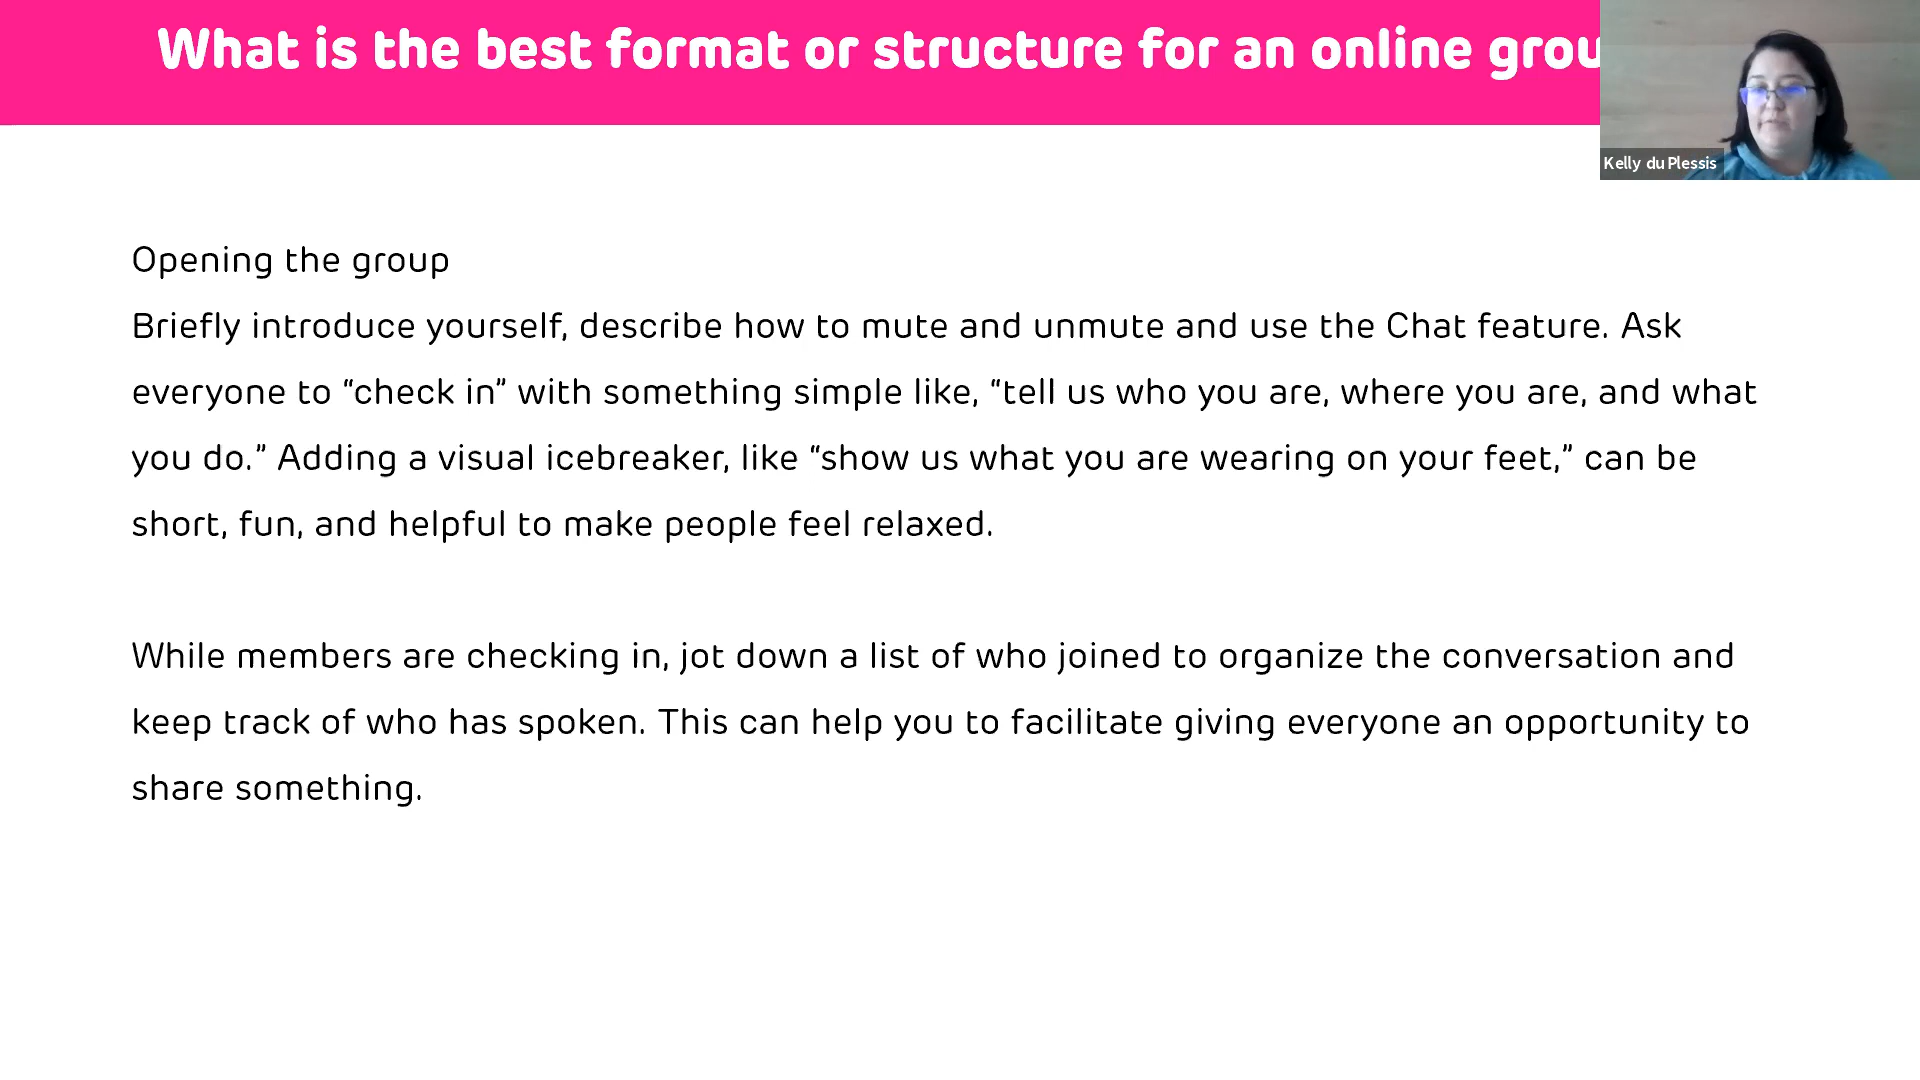 What is the best format or structure for an online grou
Kelly du Plessis
Opening the group
Briefly introduce yourself, describe how to mute and unmute and use the Chat feature. Ask
everyone to “check in” with something simple like, “tell us who you are, where you are, and what
you do.” Adding a visual icebreaker, like “show us what you are wearing on your feet,” can be
short, fun, and helpful to make people feel relaxed.
While members are checking in, jot down a list of who joined to organize the conversation and
keep track of who has spoken. This can help you to facilitate giving everyone an opportunity to
share something.